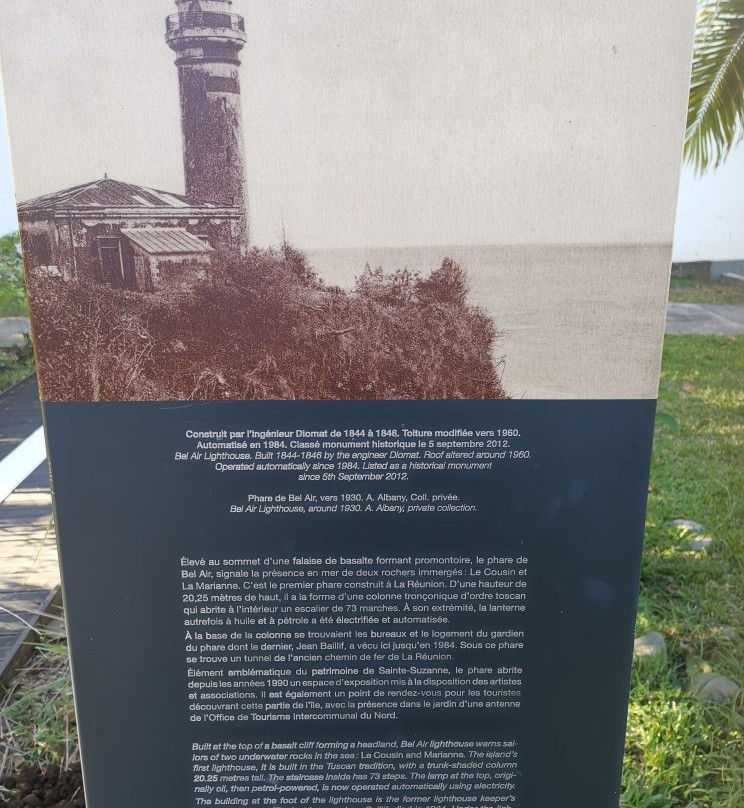 Construit par l'ingénieur Diomat de 1844 à 1846. Toiture modifiée vers 1960.
Automatisé en 1984. Classé monument historique le 5 septembre 2012.
Bel Air Lighthouse. Built 1844-1846 by the engineer Diomat. Roof altered around 1960.
Operated automatically since 1984. Listed as a historical monument
since 5th September 2012.
Phare de Bel Air, vers 1930. A. Albany, Coll. privée.
Bel Air Lighthouse, around 1930. A. Albany, private collection.
Élevé au sommet d'une falaise de basalte formant promontoire, le phare de
Bel Air, signale la présence en mer de deux rochers immergés : Le Cousin et
La Marianne. C'est le premier phare construit à La Réunion. D'une hauteur de
20,25 mètres de haut, il a la forme d'une colonne tronçonique d'ordre toscan
qui abrite à l'intérieur un escalier de 73 marches. À son extrémité, la lanterne
autrefois à huile et à pétrole a été électrifiée et automatisée.
À la base de la colonne se trouvaient les bureaux et le logement du gardien
du phare dont le dernier, Jean Baillif, a vécu ici jusqu'en 1984. Sous ce phare
se trouve un tunnel de l'ancien chemin de fer de La Réunion.
Élément emblématique du patrimoine de Sainte-Suzanne, le phare abrite
depuis les années 1990 un espace d'exposition mis à la disposition des artistes
et associations. Il est également un point de rendez-vous pour les touristes
découvrant cette partie de l'île, avec la présence dans le jardin d'une antenne
de l'Office de Tourisme Intercommunal du Nord.
Built at the top of a basalt cliff forming a headland, Bel Air lighthouse warns sai-
lors of two underwater rocks in the sea : Le Cousin and Marianne. The island's
first lighthouse, it is built in the Tuscan tradition, with a trunk-shaded column
20.25 metres tall. The staircase inside has 73 steps. The lamp at the top, origi-
nally oil, then petrol-powered, is now operated automatically using electricity.
The building at the foot of the lighthouse is the former lighthouse keeper's